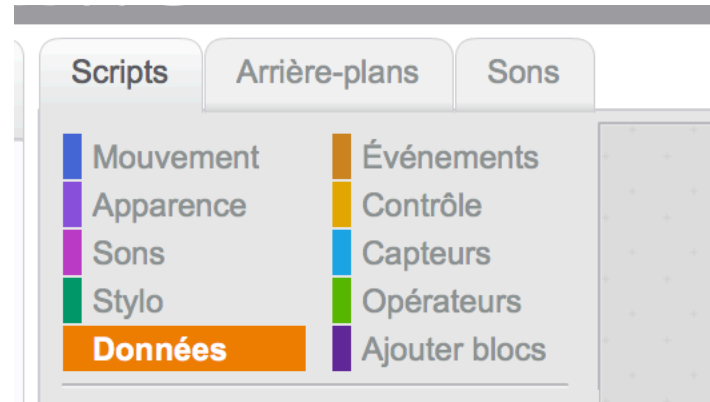 Scripts Arrière-plans Sons
Mouvement Événements
Apparence Contrôle
Sons Capteurs
Stylo Opérateurs
Données Ajouter blocs